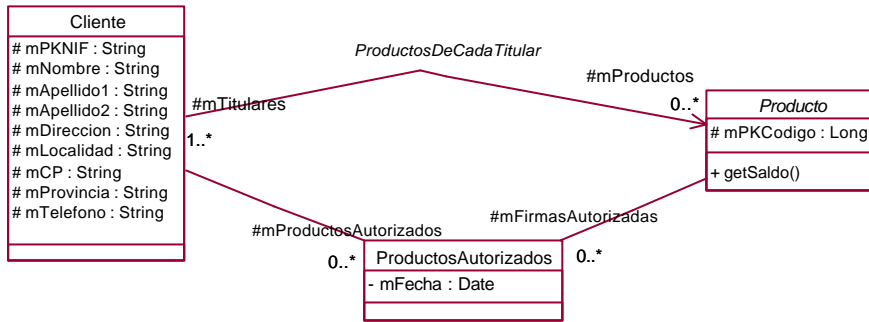 Cliente
# mPKNIF : String
# mNombre : String
# mApellido1 : String
# mApellido2 : String
# mDireccion : String
# mLocalidad : String
# mCP : String
# mProvincia : String
# mTelefono : String
ProductosDeCadaTitular
#mTitulares
1..*
#mProductos
0..*
Producto
# mPKCodigo : Long
+ getSaldo()
#mProductosAutorizados
0..*
#mFirmasAutorizadas
0..*
ProductosAutorizados
- mFecha : Date